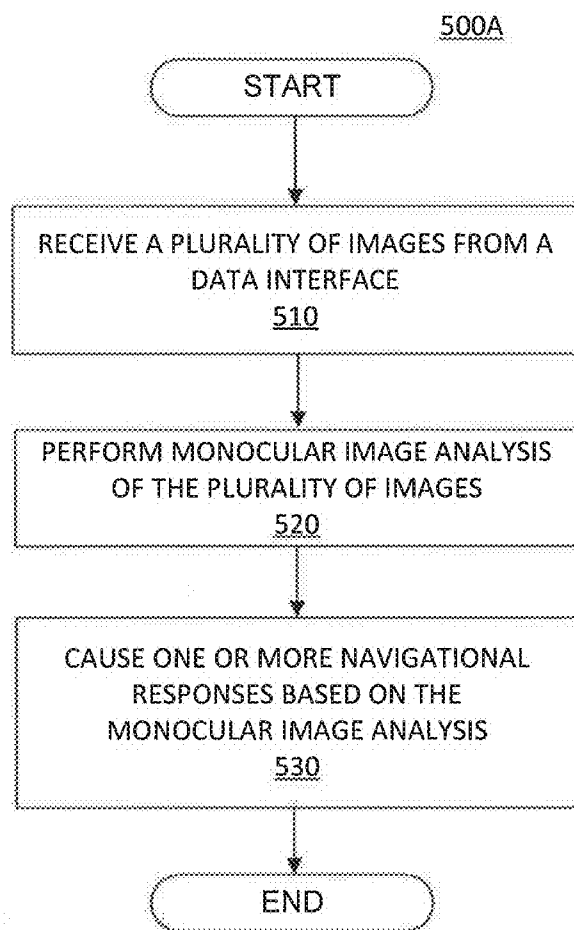 500A
START
RECEIVE A PLURALITY OF IMAGES FROM A
DATA INTERFACE
510
PERFORM MONOCULAR IMAGE ANALYSIS
OF THE PLURALITY OF IMAGES
520
CAUSE ONE OR MORE NAVIGATIONAL
RESPONSES BASED ON THE
MONOCULAR IMAGE ANALYSIS
530
END